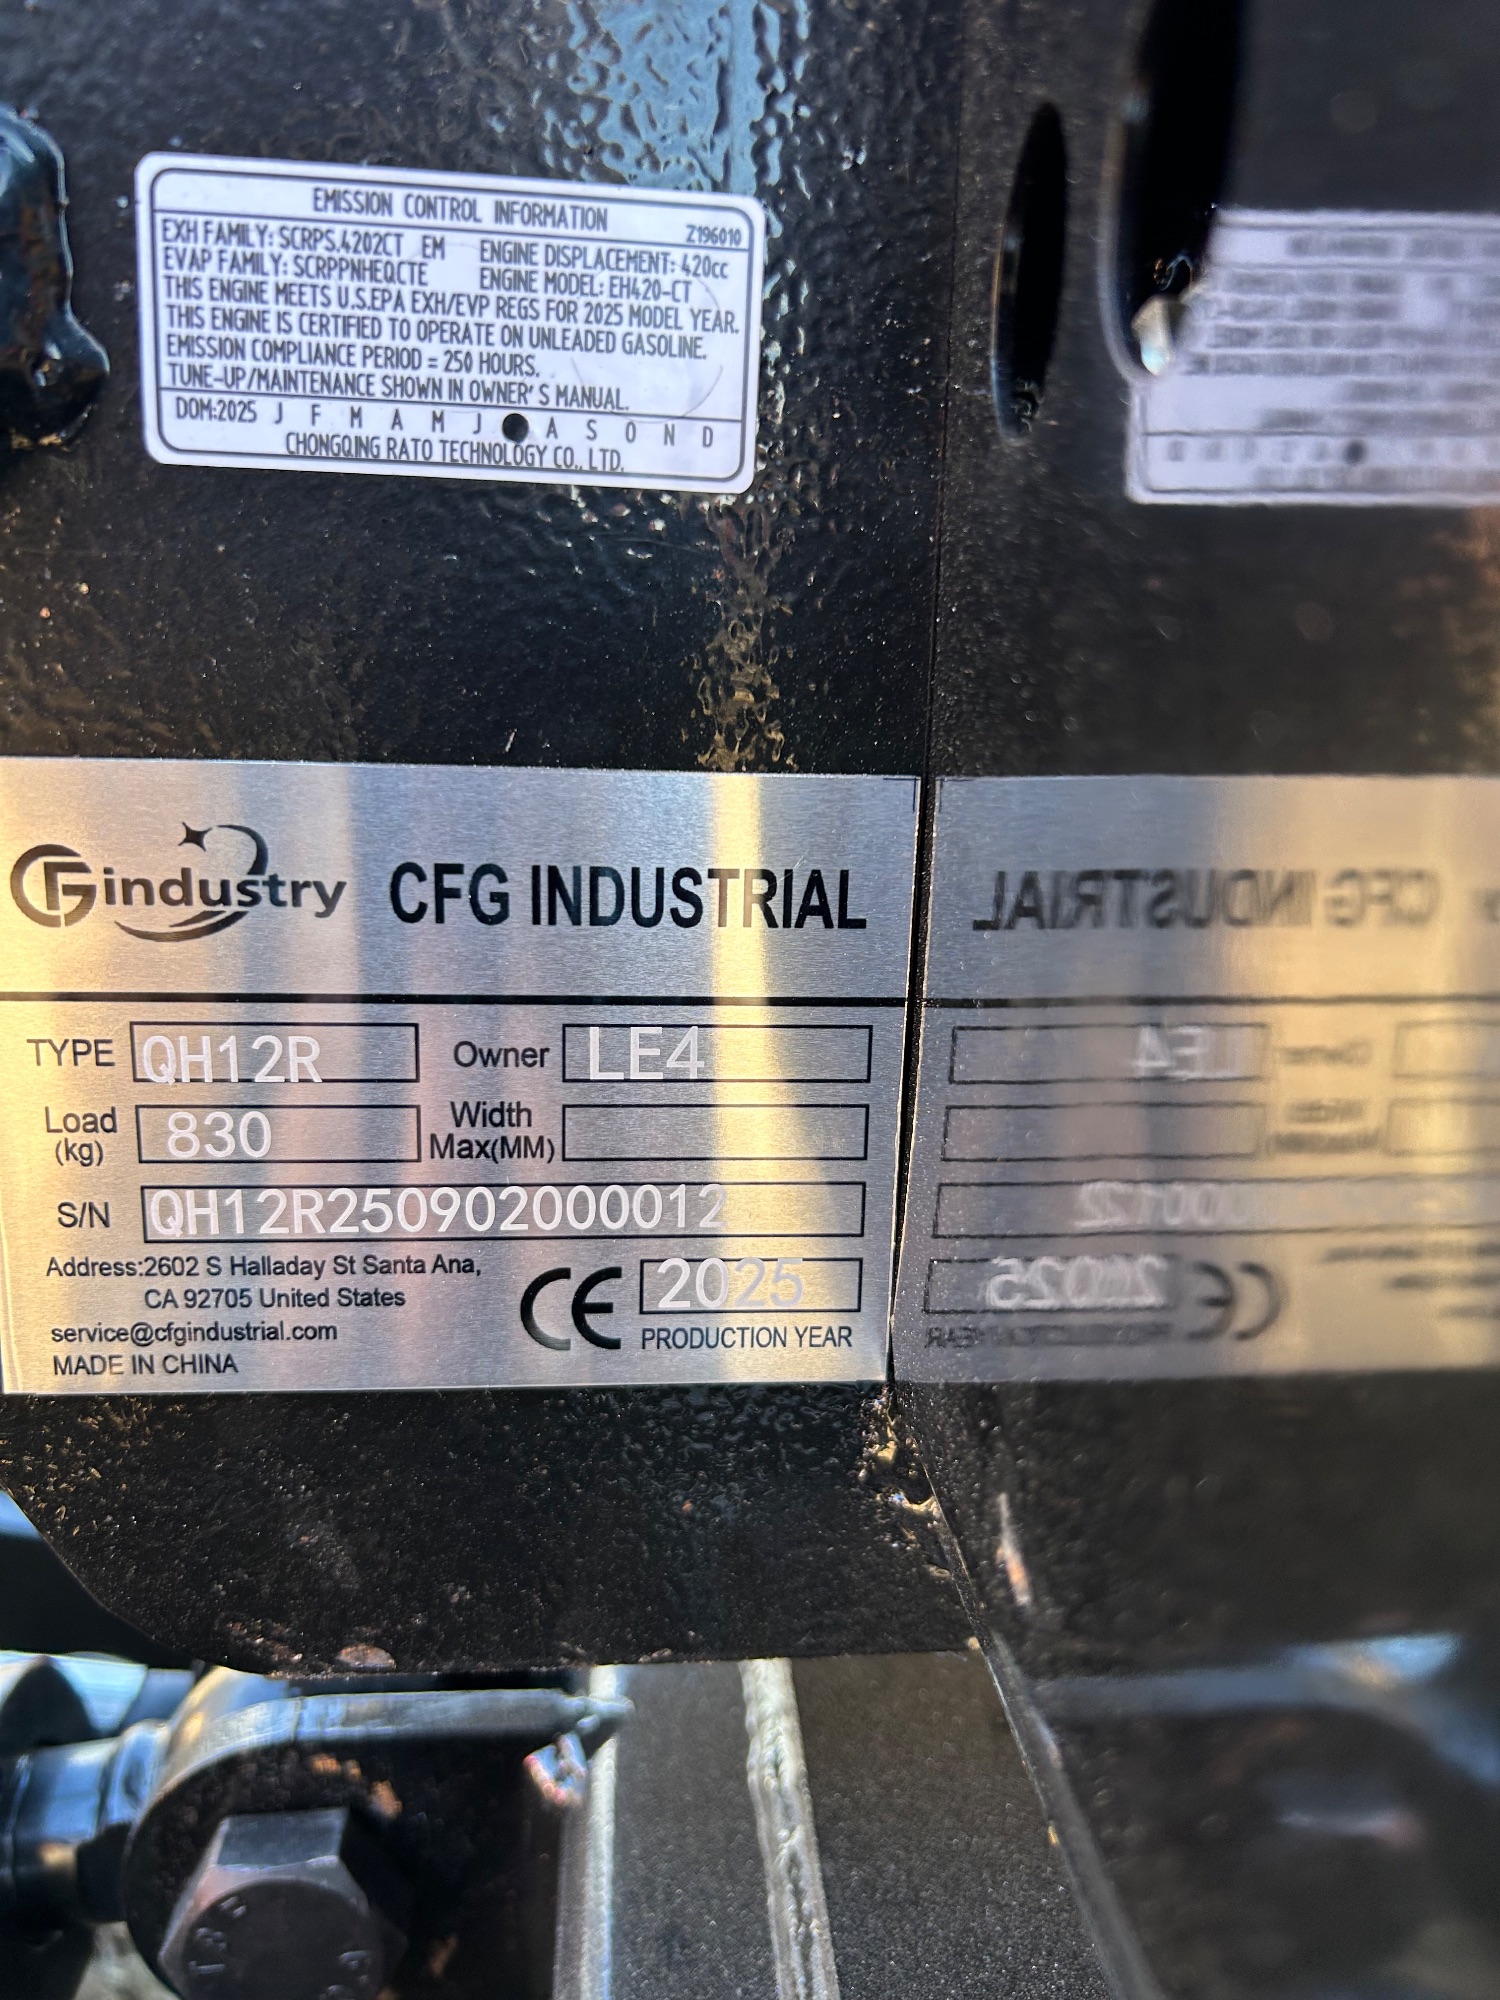 EMISSION CONTROL INFORMATION
Z196010
EXH FAMILY: SCRPS.4202CT EM ENGINE DISPLACEMENT: 420cc
EVAP FAMILY: SCRPPNHEQCTE ENGINE MODEL: EH420-CT
THIS ENGINE MEETS U.S.EPA EXH/EVP REGS FOR 2025 MODEL YEAR.
THIS ENGINE IS CERTIFIED TO OPERATE ON UNLEADED GASOLINE.
EMISSION COMPLIANCE PERIOD = 250 HOURS.
TUNE-UP/MAINTENANCE SHOWN IN OWNER'S MANUAL.
DOM:2025 J F M A M J A S O N D
CHONGQING RATO TECHNOLOGY CO., LTD.
CFG industry CFG INDUSTRIAL
TYPE QH12R Owner LE4
Load (kg) 830 Width Max(MM)
S/N QH12R250902000012
Address:2602 S Halladay St Santa Ana,
CA 92705 United States
service@cfgindustrial.com
MADE IN CHINA
CE 2025
PRODUCTION YEAR